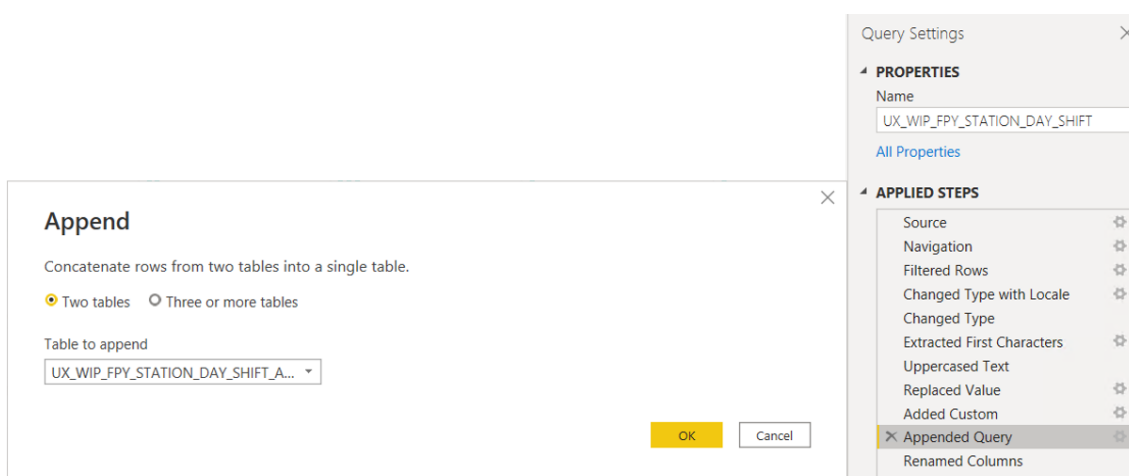 Query Settings
PROPERTIES
Name
UX_WIP_FPY_STATION_DAY_SHIFT
All Properties
APPLIED STEPS
Source
Navigation
Filtered Rows
Changed Type with Locale
Changed Type
Extracted First Characters
Uppercased Text
Replaced Value
Added Custom
Appended Query
Renamed Columns
Append
Concatenate rows from two tables into a single table.
Two tables Three or more tables
Table to append
UX_WIP_FPY_STATION_DAY_SHIFT_A...
OK Cancel